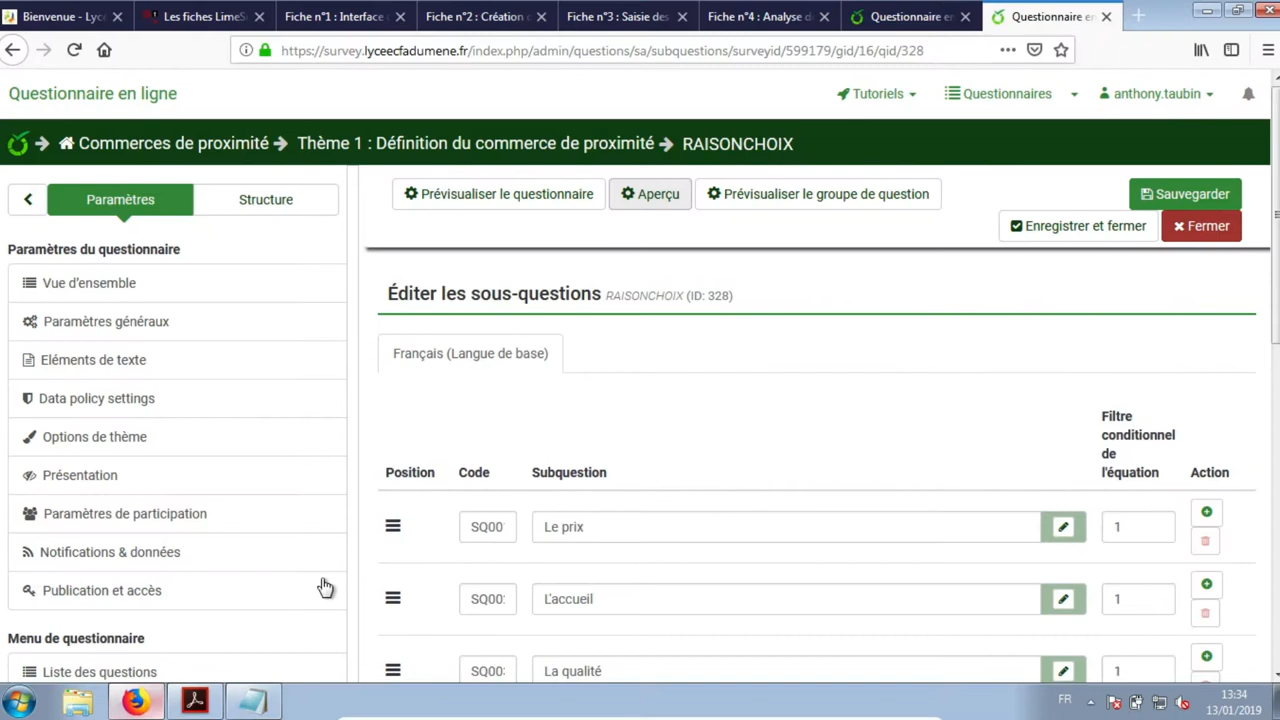 Bienvenue - Lyc
Les fiches LimeS
Fiche n°1 : Interface
Fiche n°2 : Création
Fiche n°3 : Saisie des
Fiche n°4 : Analyse d
Questionnaire en
Questionnaire en
https://survey.lyceecfadumene.fr/index.php/admin/questions/sa/subquestions/surveyid/599179/gid/16/qid/328
Questionnaire en ligne
Tutoriels
Questionnaires
anthony.taubin
Commerces de proximité
Thème 1 : Définition du commerce de proximité
RAISONCHOIX
Paramètres
Structure
Prévisualiser le questionnaire
Aperçu
Prévisualiser le groupe de question
Sauvegarder
Enregistrer et fermer
Fermer
Paramètres du questionnaire
Vue d'ensemble
Paramètres généraux
Eléments de texte
Data policy settings
Options de thème
Présentation
Paramètres de participation
Notifications & données
Publication et accès
Menu de questionnaire
Liste des questions
Éditer les sous-questions RAISONCHOIX (ID: 328)
Français (Langue de base)
Position
Code
Subquestion
Filtre
conditionnel
de
l'équation
Action
SQ00
Le prix
1
SQ00
L'accueil
1
SQ00
La qualité
1
FR
13:34
13/01/2019